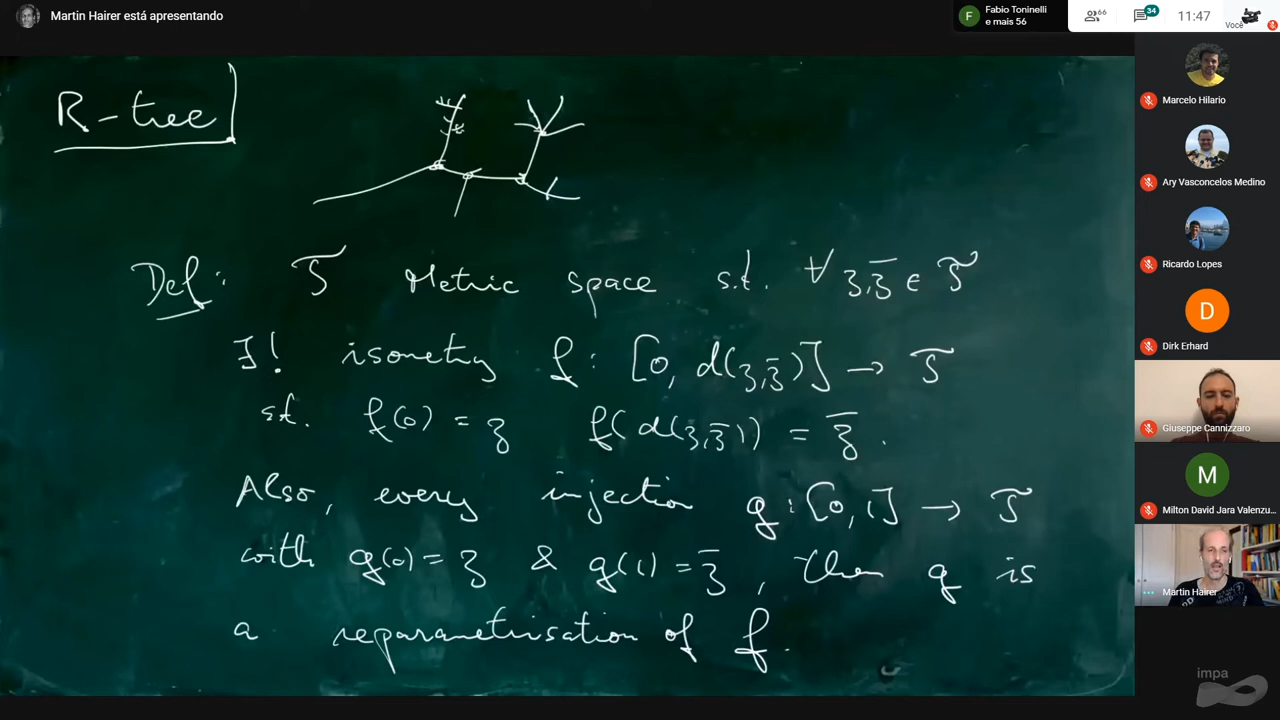 Martin Hairer está apresentando
F
Fabio Toninelli
e mais 56
66
34
11:47
Você
R-tree
Def: 𝒯 Metric space s.t. ∀ z, z̄ ∈ 𝒯
∃! isometry f: [0, d(z,z̄)] → 𝒯
s.t. f(0) = z f(d(z,z̄)) = z̄.
Also, every injection g: [0,1] → 𝒯
with g(0) = z & g(1) = z̄, then g is
a reparametrisation of f.
Marcelo Hilario
Ary Vasconcelos Medino
Ricardo Lopes
D
Dirk Erhard
Giuseppe Cannizzaro
M
Milton David Jara Valenzu...
Martin Hairer
impa